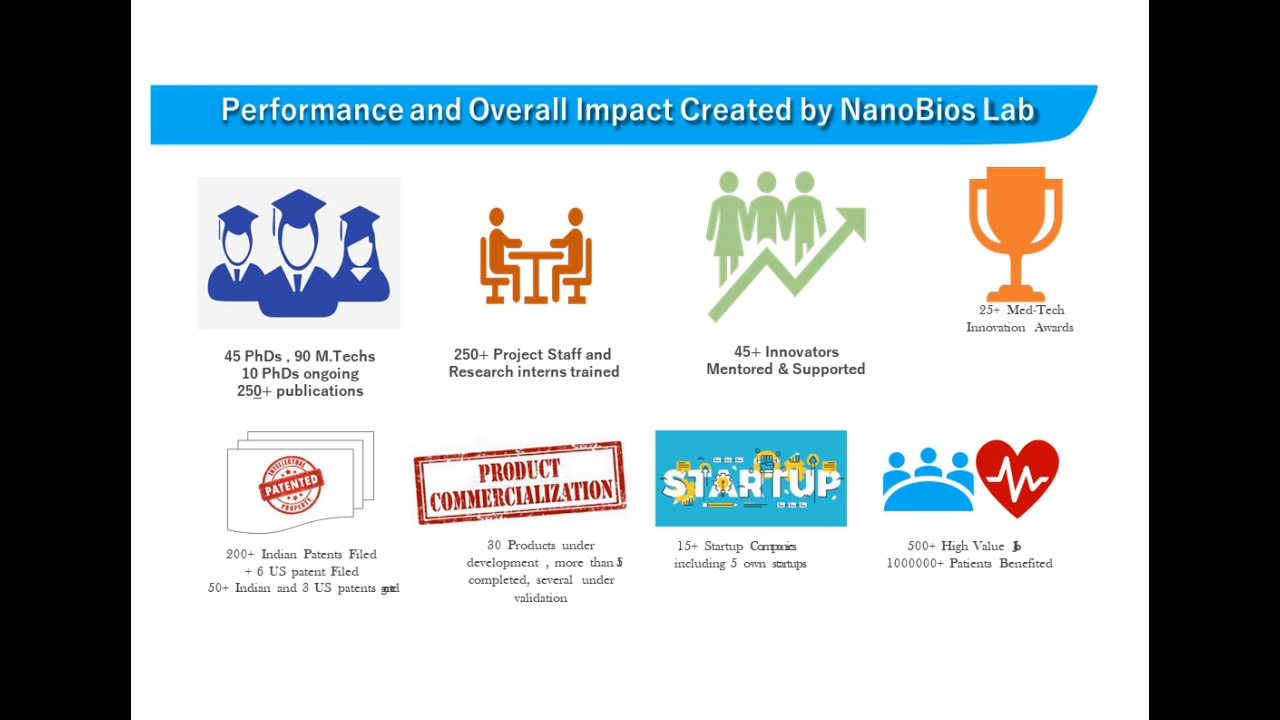 Performance and Overall Impact Created by NanoBios Lab
45 PhDs , 90 M.Techs
10 PhDs ongoing
250+ publications
250+ Project Staff and
Research interns trained
45+ Innovators
Mentored & Supported
25+ Med-Tech
Innovation Awards
INTELLECTUAL
PATENTED
PROPERTY
200+ Indian Patents Filed
+ 6 US patent Filed
50+ Indian and 3 US patents
PRODUCT
COMMERCIALIZATION
30 Products under
development , more than
completed, several under
validation
STARTUP
15+ Startup Companies
including 5 own startups
500+ High Value
1000000+ Patients Benefited